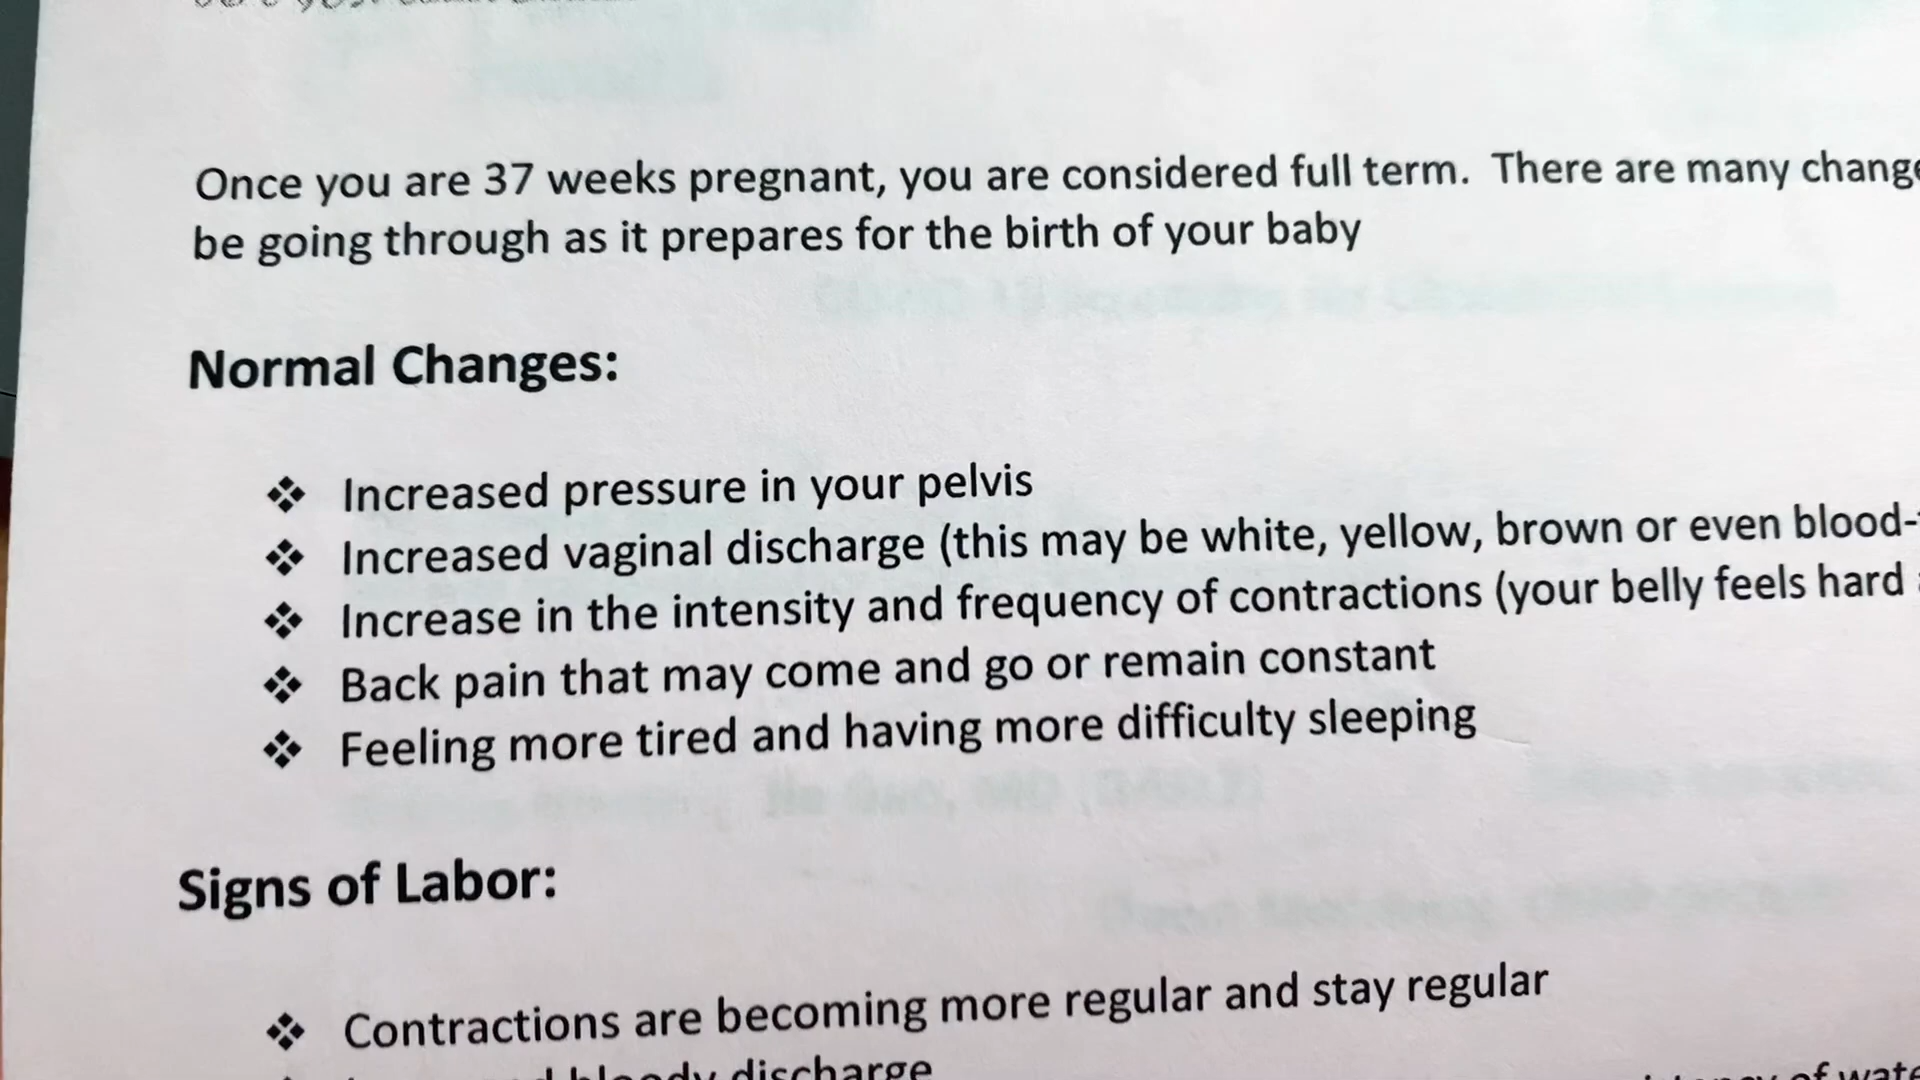 Once you are 37 weeks pregnant, you are considered full term. There are many change
be going through as it prepares for the birth of your baby
Normal Changes:
❖ Increased pressure in your pelvis
❖ Increased vaginal discharge (this may be white, yellow, brown or even blood-
❖ Increase in the intensity and frequency of contractions (your belly feels hard
❖ Back pain that may come and go or remain constant
❖ Feeling more tired and having more difficulty sleeping
Signs of Labor:
❖ Contractions are becoming more regular and stay regular
bloody discharge of wate